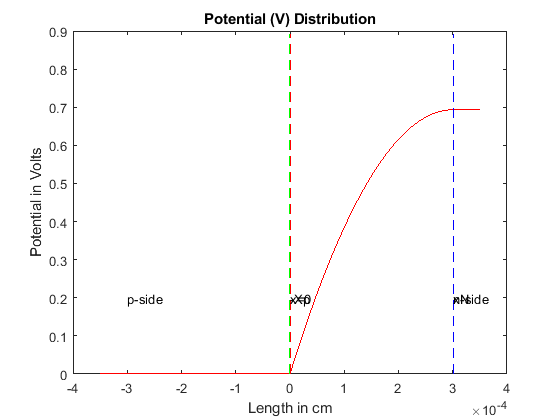 Potential (V) Distribution
0.9
0.8
0.7
0.6
0.5
0.4
0.3
0.2
0.1
0
Potential in Volts
p-side
-4 -3 -2 -1 0 1 2 3 4
×10-4
Length in cm